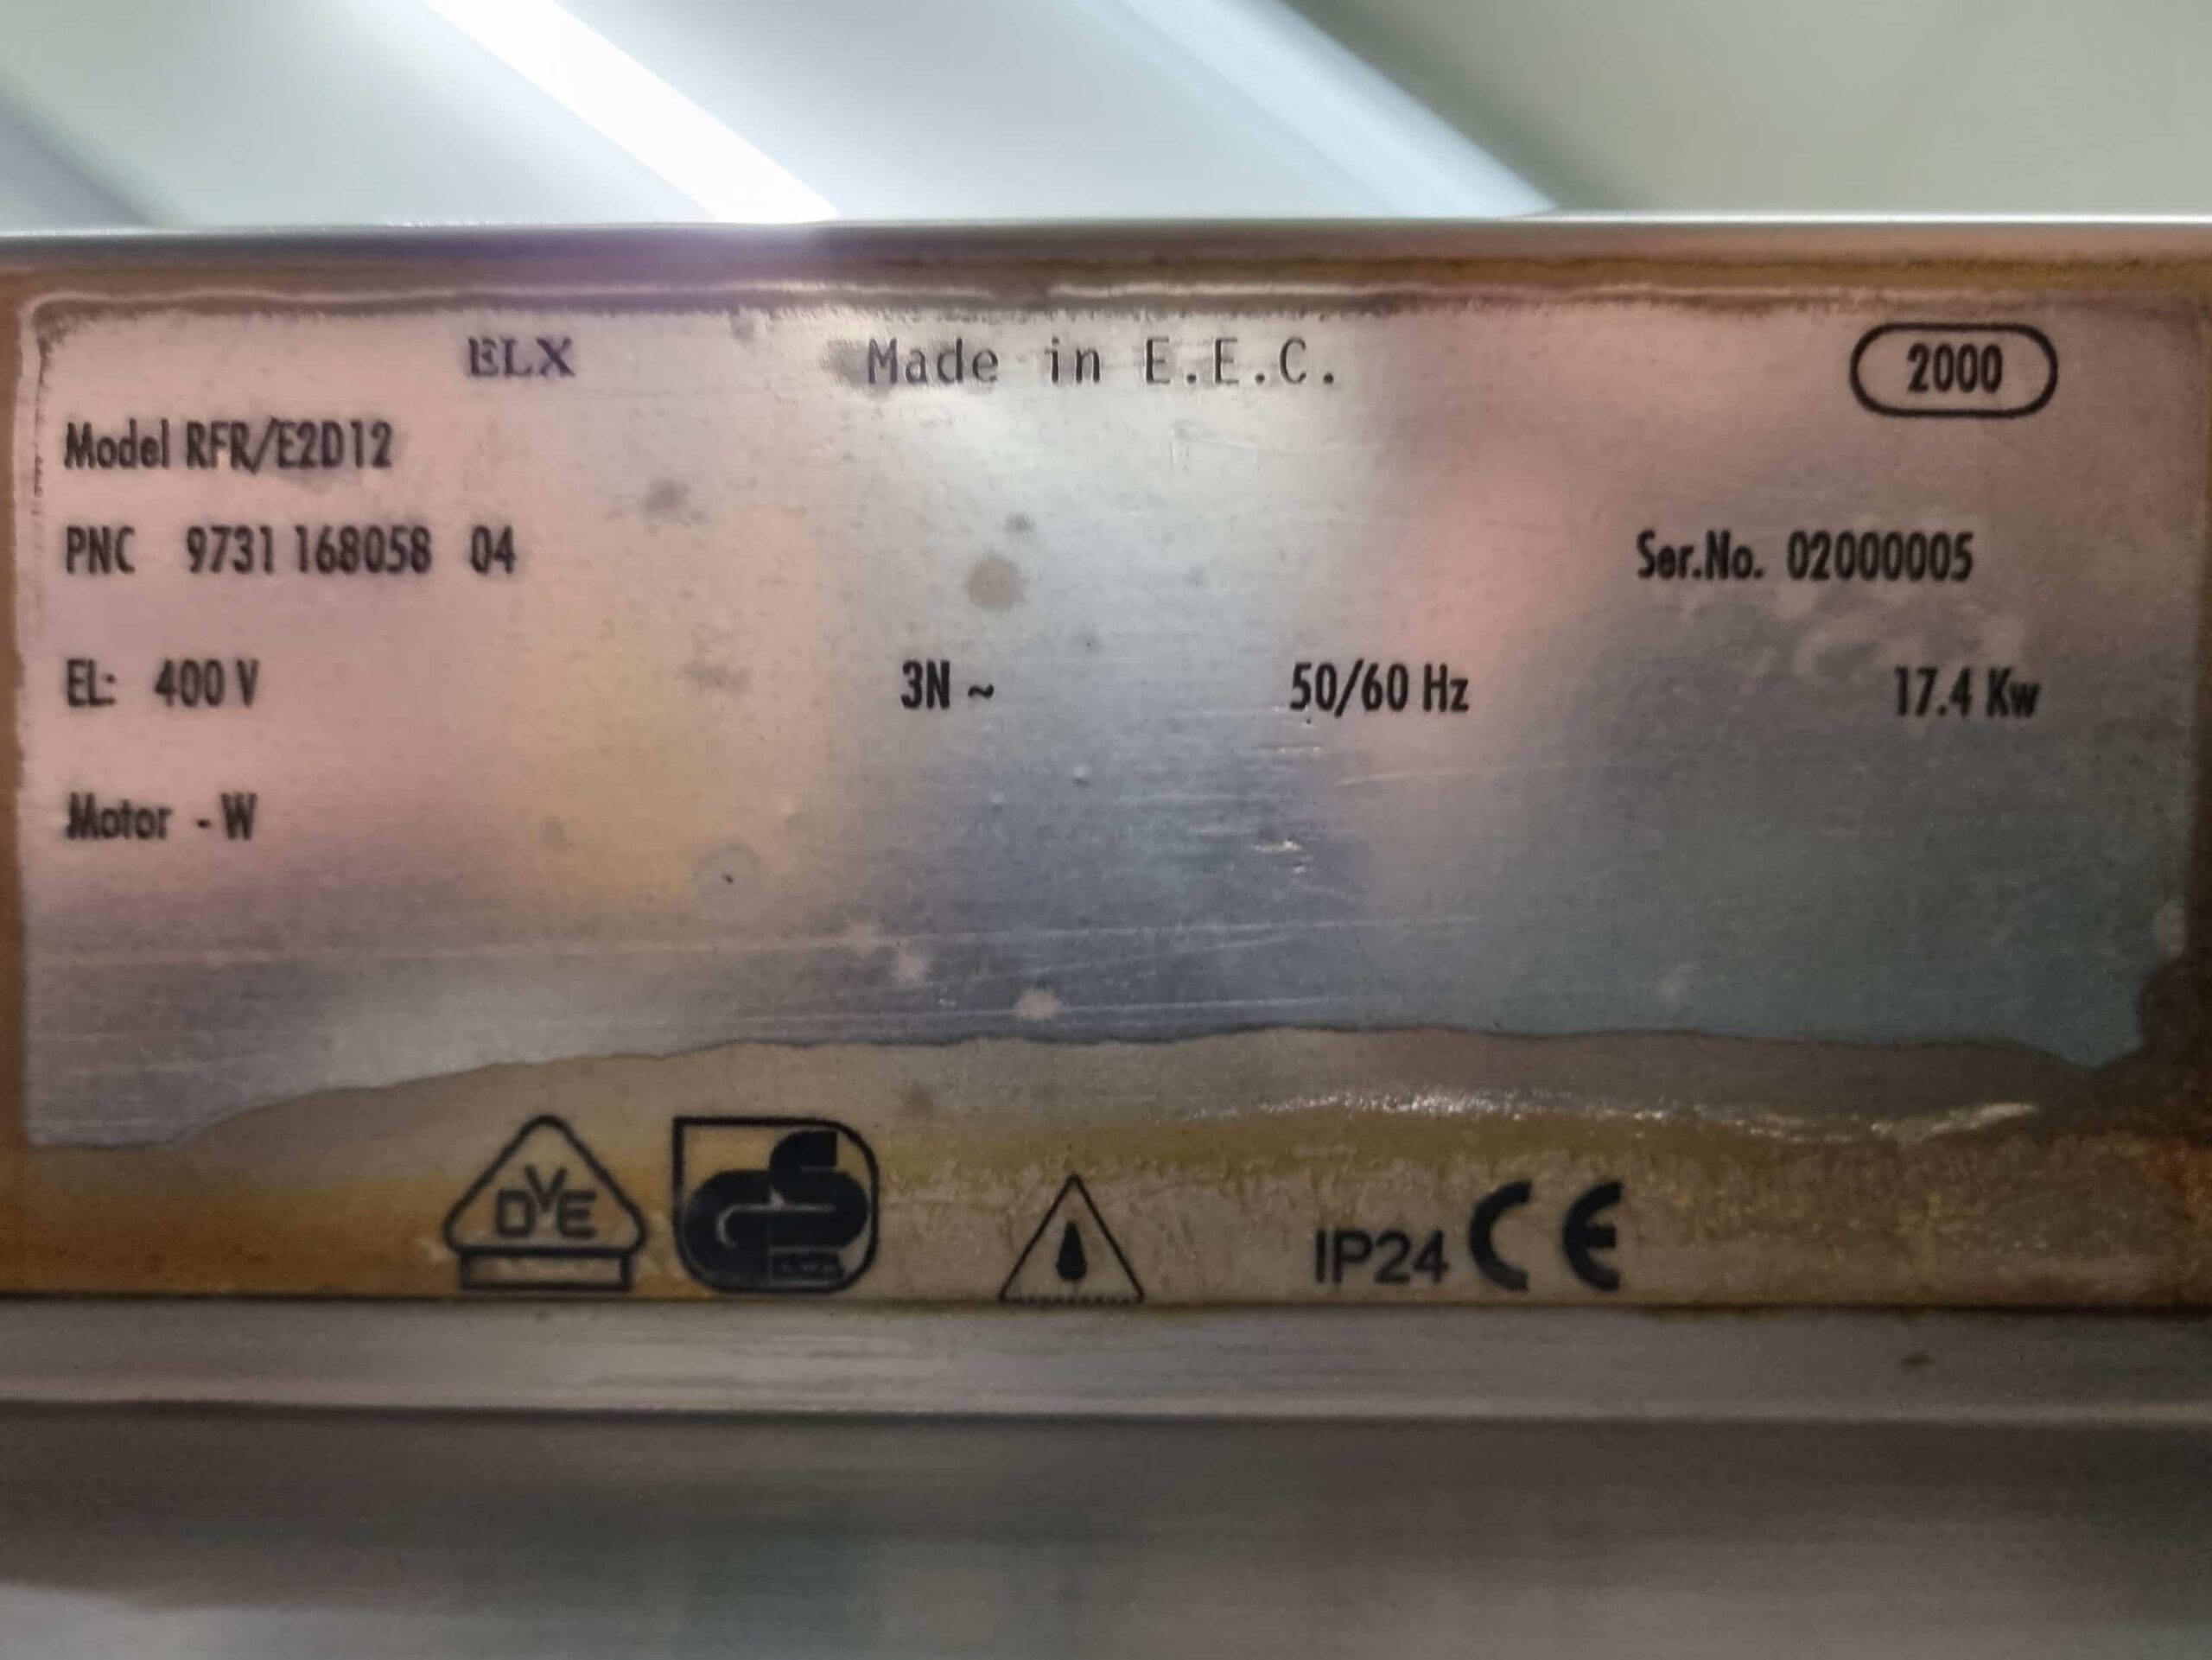 ELX Made in E.E.C. 2000
Model RFR/E2D12
PNC 9731 168058 04 Ser.No. 02000005
EL: 400 V 3N ~ 50/60 Hz 17.4 Kw
Motor - W
DVE GS IP24 CE